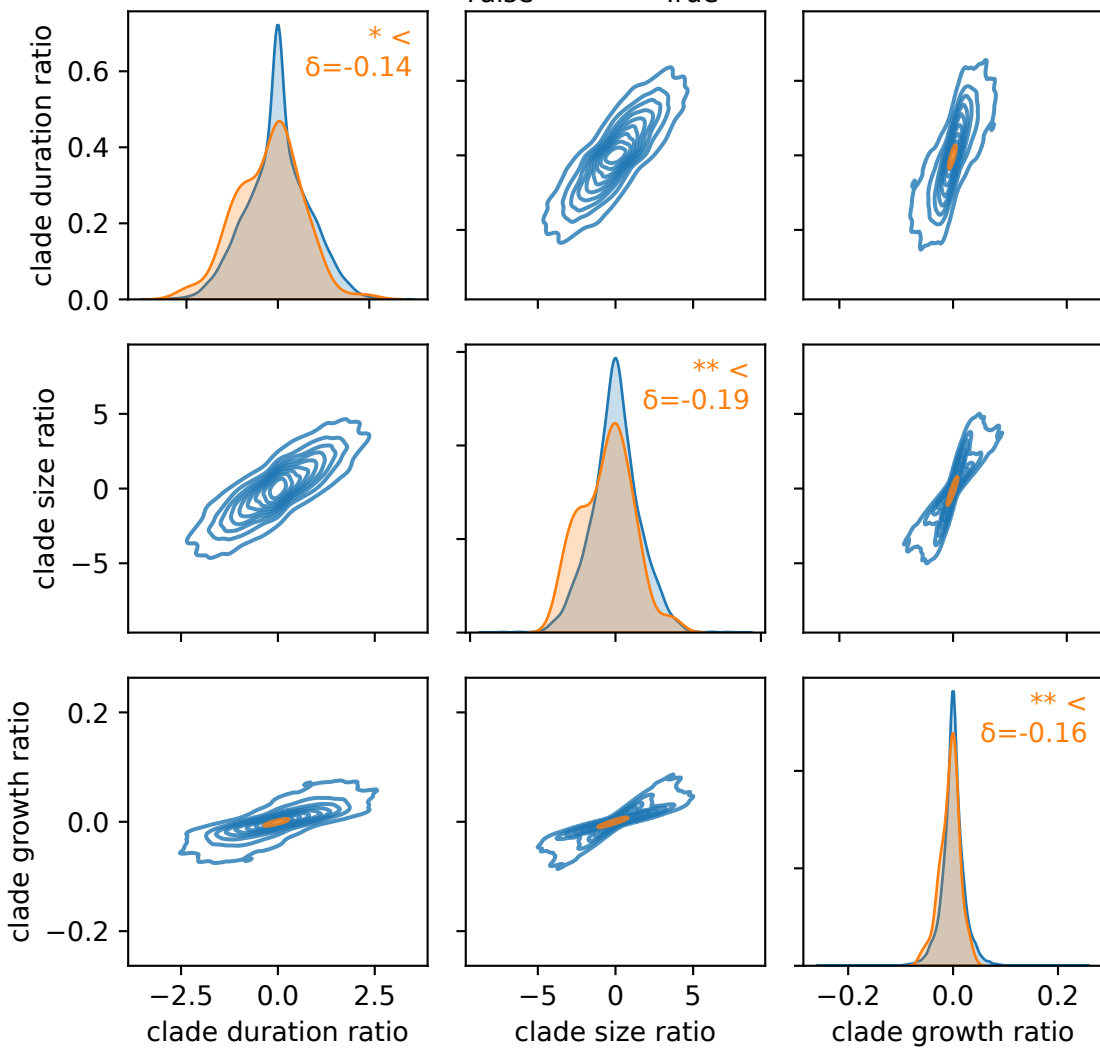 * <
δ=-0.14
clade duration ratio
0.6
0.4
0.2
0.0
** <
δ=-0.19
clade size ratio
5
0
−5
** <
δ=-0.16
clade growth ratio
0.2
0.0
−0.2
−2.5 0.0 2.5 −5 0 5 −0.2 0.0 0.2
clade duration ratio clade size ratio clade growth ratio